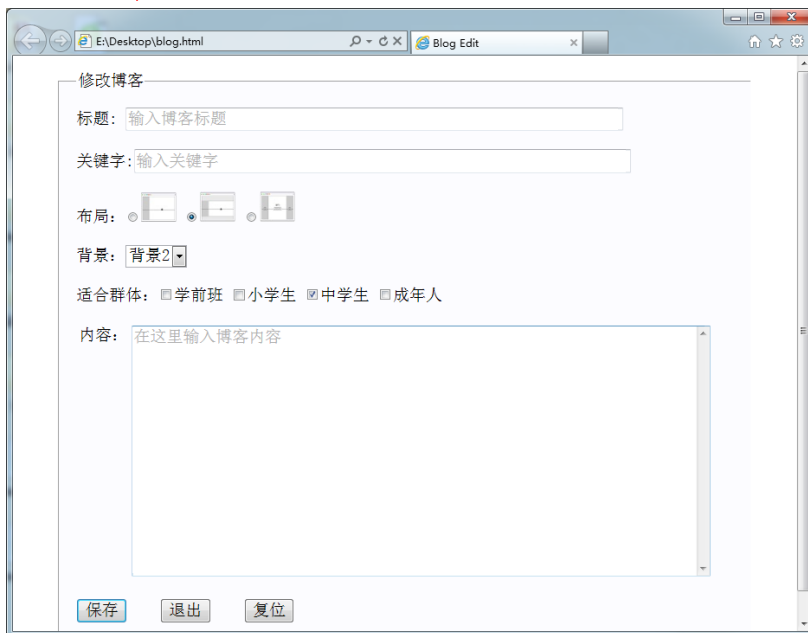 E:\Desktop\blog.html
Blog Edit
修改博客
标题: 输入博客标题
关键字: 输入关键字
布局:
背景: 背景2
适合群体: 学前班 小学生 中学生 成年人
内容: 在这里输入博客内容
保存 退出 复位